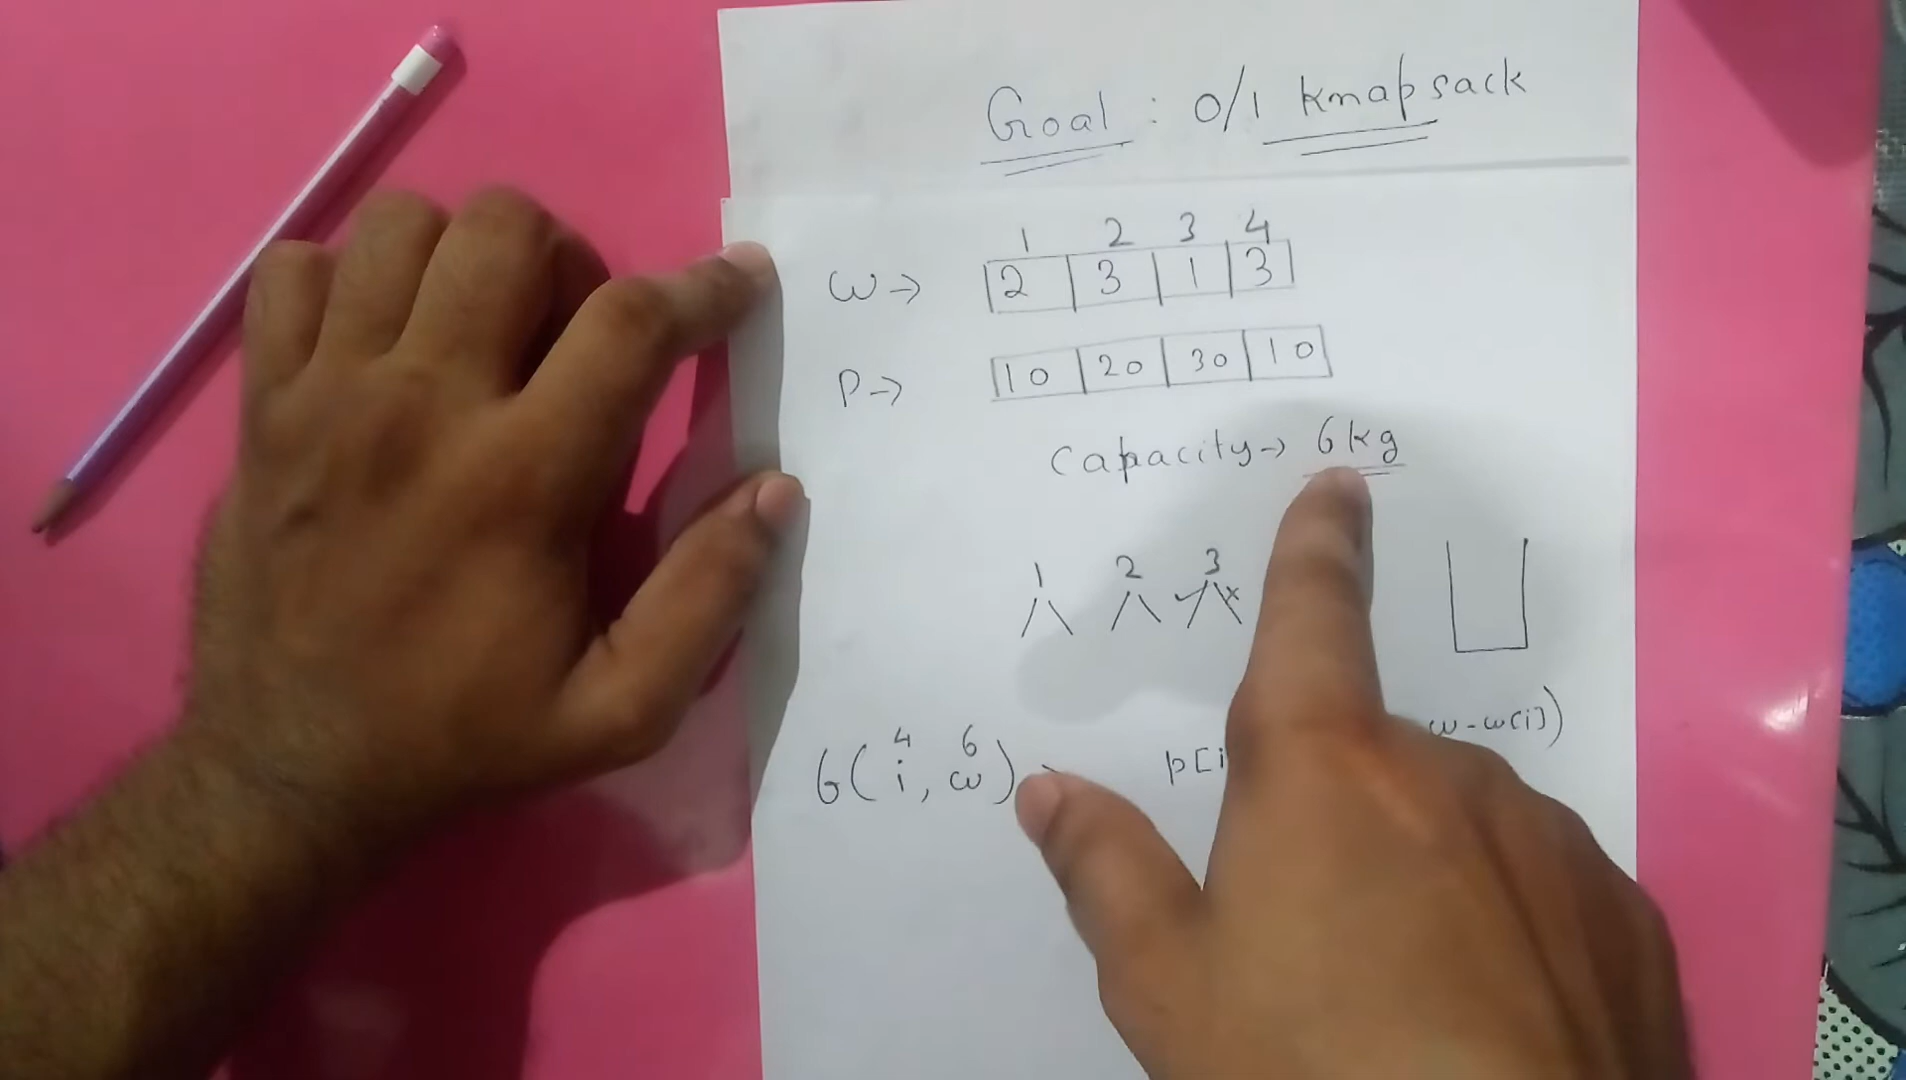 Goal : 0/1 knapsack
1 2 3 4
w→ 2 3 1 3
P→ 10 20 30 10
Capacity→ 6kg
1 2 3
4 6
G(i, w)
p[i w-w[i])